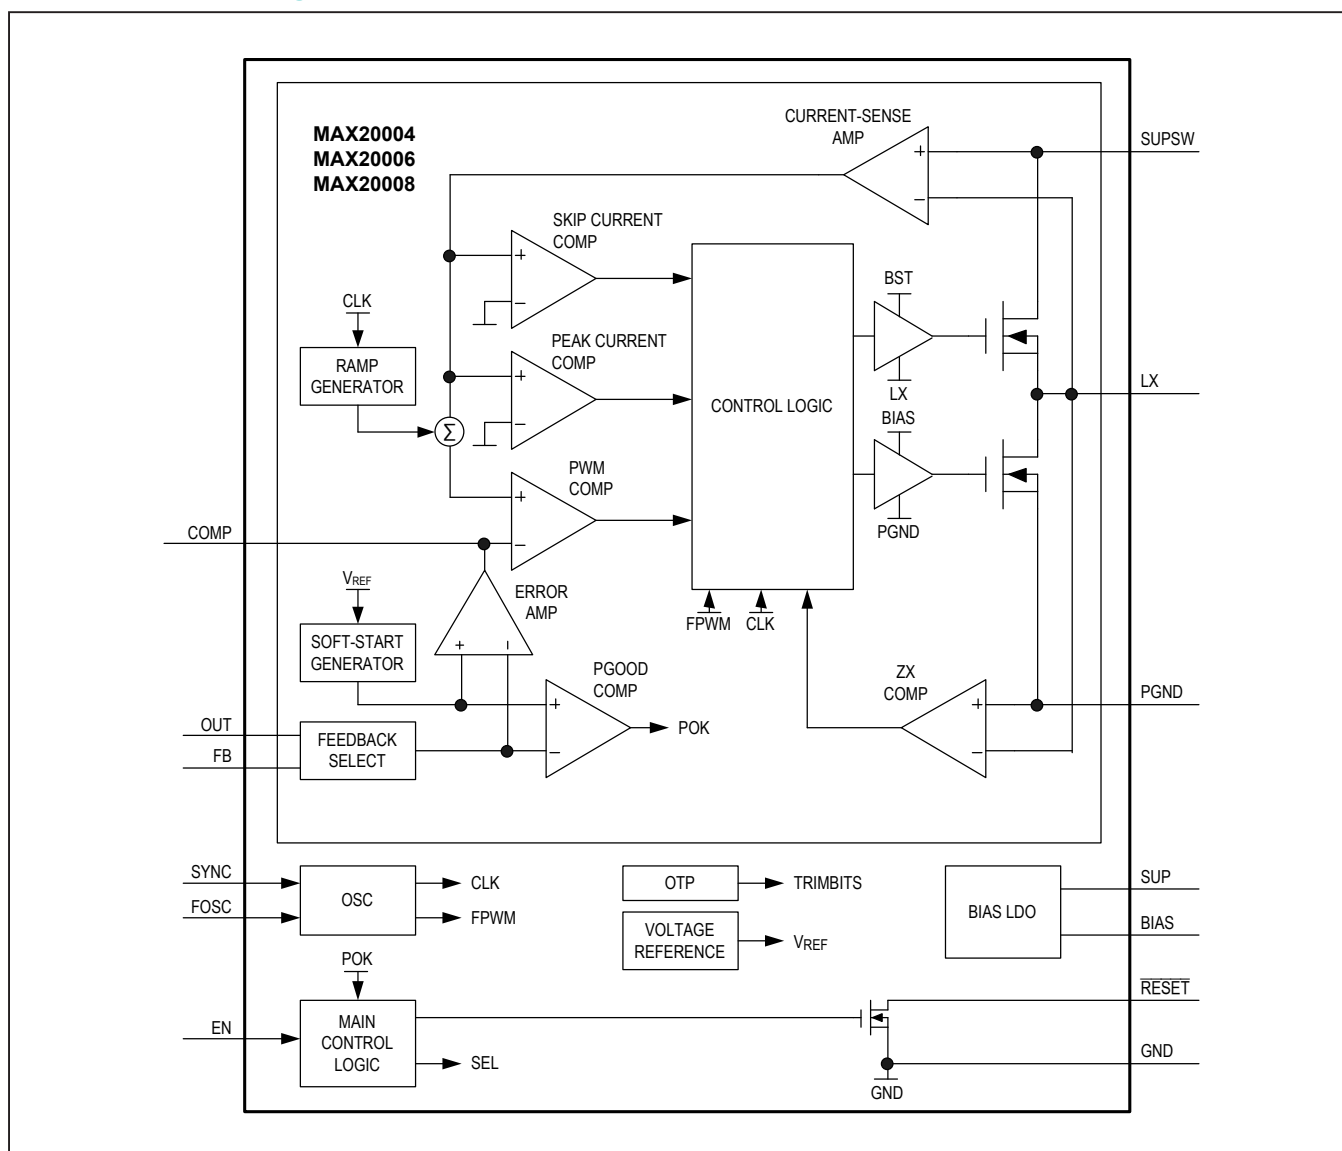 MAX20004
MAX20006
MAX20008
CURRENT-SENSE
AMP
+
−
SUPSW
SKIP CURRENT
COMP
+
−
CLK
RAMP
GENERATOR
PEAK CURRENT
COMP
+
−
Σ
CONTROL LOGIC
BST
LX
LX
BIAS
PGND
PWM
COMP
+
−
COMP
VREF
SOFT-START
GENERATOR
ERROR
AMP
+
−
FPWM
CLK
PGOOD
COMP
+
−
POK
ZX
COMP
+
−
PGND
OUT
FB
FEEDBACK
SELECT
SYNC
FOSC
OSC
CLK
FPWM
OTP
TRIMBITS
VOLTAGE
REFERENCE
VREF
BIAS LDO
SUP
BIAS
POK
EN
MAIN
CONTROL
LOGIC
SEL
RESET
GND
GND